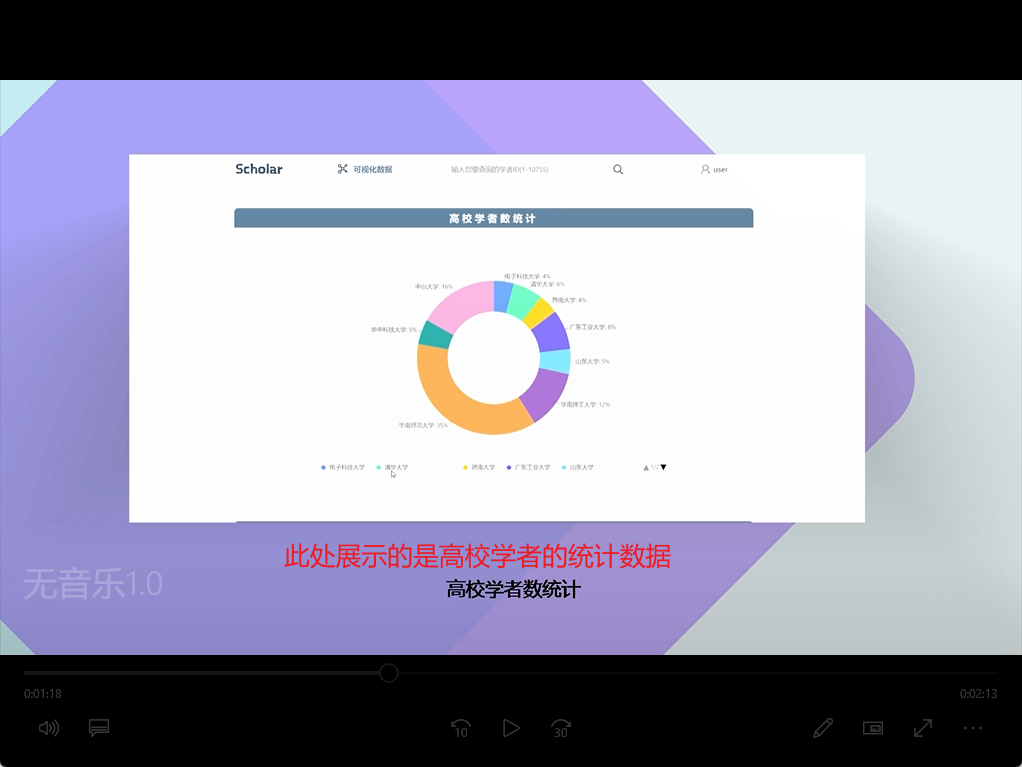 Scholar
可视化数据
输入您要查询的学者ID(1-10755)
user
高校学者数统计
电子科技大学: 4%
清华大学: 6%
暨南大学: 4%
广东工业大学: 8%
山东大学: 5%
华南理工大学: 12%
华南师范大学: 35%
华中科技大学: 5%
中山大学: 16%
电子科技大学
清华大学
暨南大学
广东工业大学
山东大学
1/2
此处展示的是高校学者的统计数据
高校学者数统计
无音乐1.0
0:01:18
0:02:13
10
30